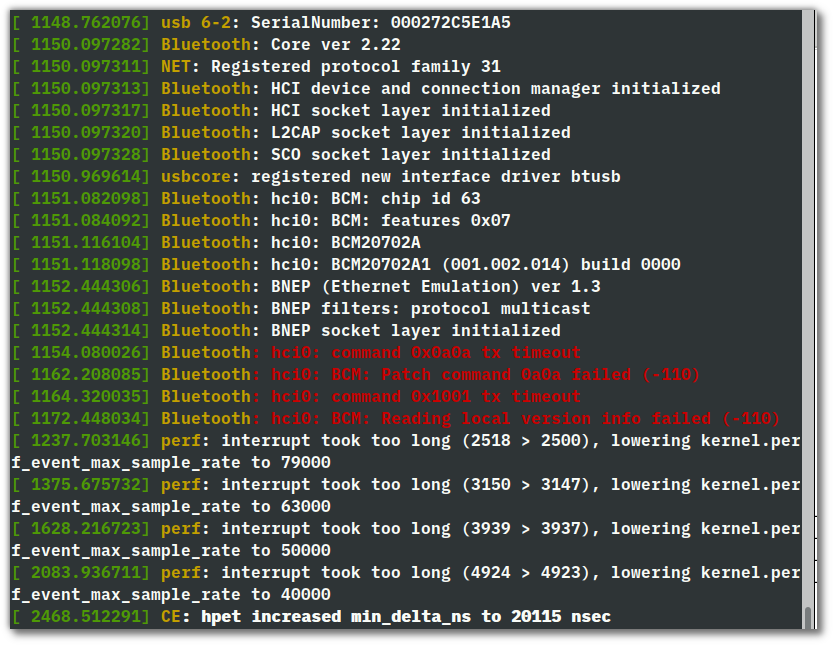 [ 1148.762076] usb 6-2: SerialNumber: 000272C5E1A5
[ 1150.097282] Bluetooth: Core ver 2.22
[ 1150.097311] NET: Registered protocol family 31
[ 1150.097313] Bluetooth: HCI device and connection manager initialized
[ 1150.097317] Bluetooth: HCI socket layer initialized
[ 1150.097320] Bluetooth: L2CAP socket layer initialized
[ 1150.097328] Bluetooth: SCO socket layer initialized
[ 1150.969614] usbcore: registered new interface driver btusb
[ 1151.082098] Bluetooth: hci0: BCM: chip id 63
[ 1151.084092] Bluetooth: hci0: BCM: features 0x07
[ 1151.116104] Bluetooth: hci0: BCM20702A
[ 1151.118098] Bluetooth: hci0: BCM20702A1 (001.002.014) build 0000
[ 1152.444306] Bluetooth: BNEP (Ethernet Emulation) ver 1.3
[ 1152.444308] Bluetooth: BNEP filters: protocol multicast
[ 1152.444314] Bluetooth: BNEP socket layer initialized
[ 1154.080026] Bluetooth: hci0: command 0x0a0a tx timeout
[ 1162.208085] Bluetooth: hci0: BCM: Patch command 0a0a failed (-110)
[ 1164.320035] Bluetooth: hci0: command 0x1001 tx timeout
[ 1172.448034] Bluetooth: hci0: BCM: Reading local version info failed (-110)
[ 1237.703146] perf: interrupt took too long (2518 > 2500), lowering kernel.per
f_event_max_sample_rate to 79000
[ 1375.675732] perf: interrupt took too long (3150 > 3147), lowering kernel.per
f_event_max_sample_rate to 63000
[ 1628.216723] perf: interrupt took too long (3939 > 3937), lowering kernel.per
f_event_max_sample_rate to 50000
[ 2083.936711] perf: interrupt took too long (4924 > 4923), lowering kernel.per
f_event_max_sample_rate to 40000
[ 2468.512291] CE: hpet increased min_delta_ns to 20115 nsec